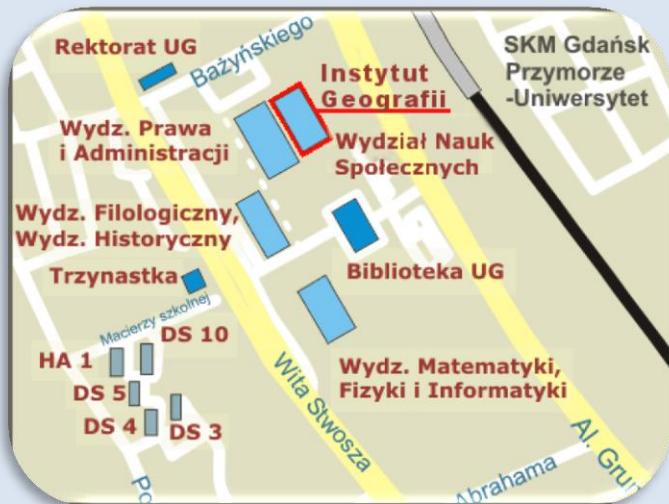 Rektorat UG
Bażyńskiego
SKM Gdańsk
Przymorze
-Uniwersytet
Instytut
Geografii
Wydz. Prawa
i Administracji
Wydział Nauk
Społecznych
Wydz. Filologiczny,
Wydz. Historyczny
Trzynastka
Biblioteka UG
Macierzy szkolnej
DS 10
HA 1
DS 5
DS 4
DS 3
Wita Stwosza
Wydz. Matematyki,
Fizyki i Informatyki
Al.
Abrahama